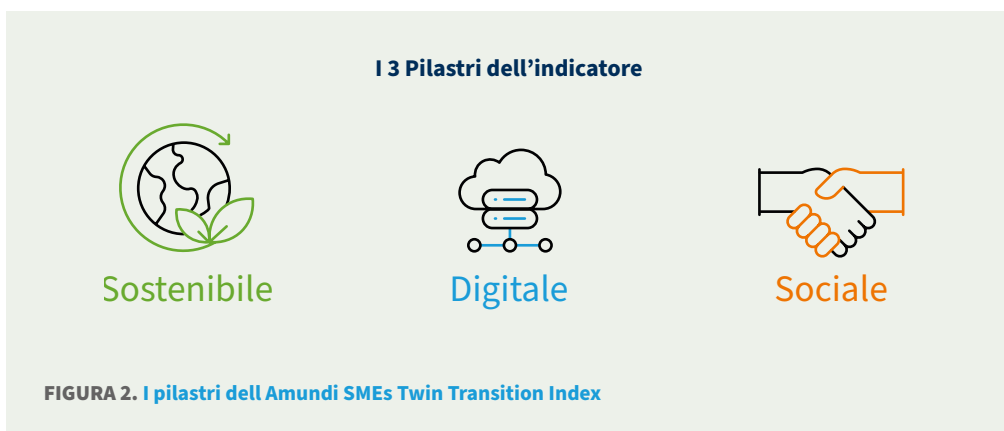 I 3 Pilastri dell’indicatore
Sostenibile
Digitale
Sociale
FIGURA 2. I pilastri dell Amundi SMEs Twin Transition Index